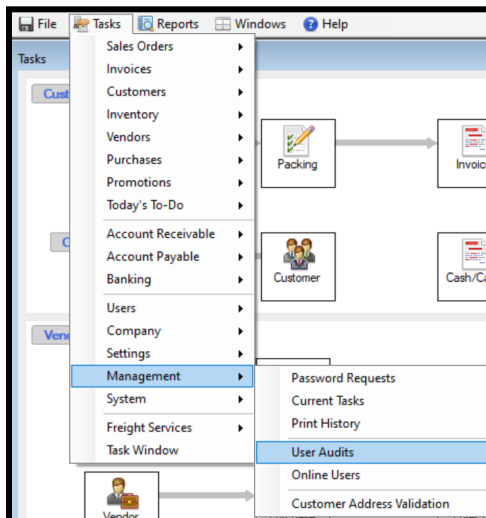 File Tasks Reports Windows Help
Tasks
Sales Orders
Invoices
Customers
Inventory
Vendors
Purchases
Promotions
Today's To-Do
Account Receivable
Account Payable
Banking
Users
Company
Settings
Management
System
Freight Services
Task Window
Password Requests
Current Tasks
Print History
User Audits
Online Users
Customer Address Validation
Packing
Customer
Vendor